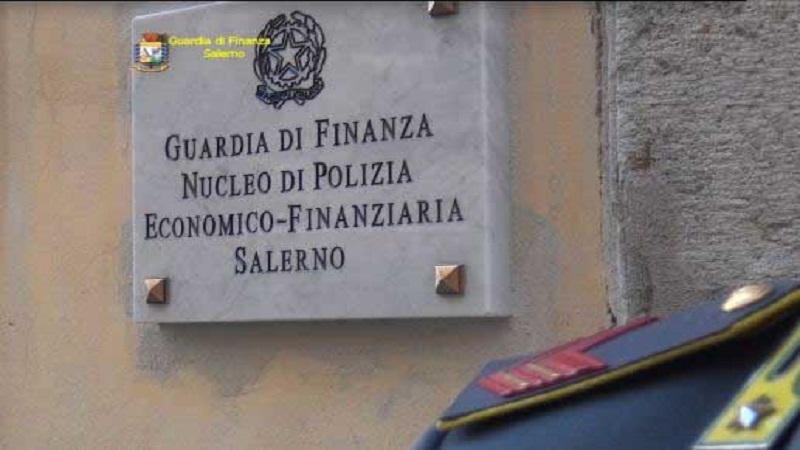 Guardia di Finanza
Salerno
GUARDIA DI FINANZA
NUCLEO DI POLIZIA
ECONOMICO-FINANZIARIA
SALERNO